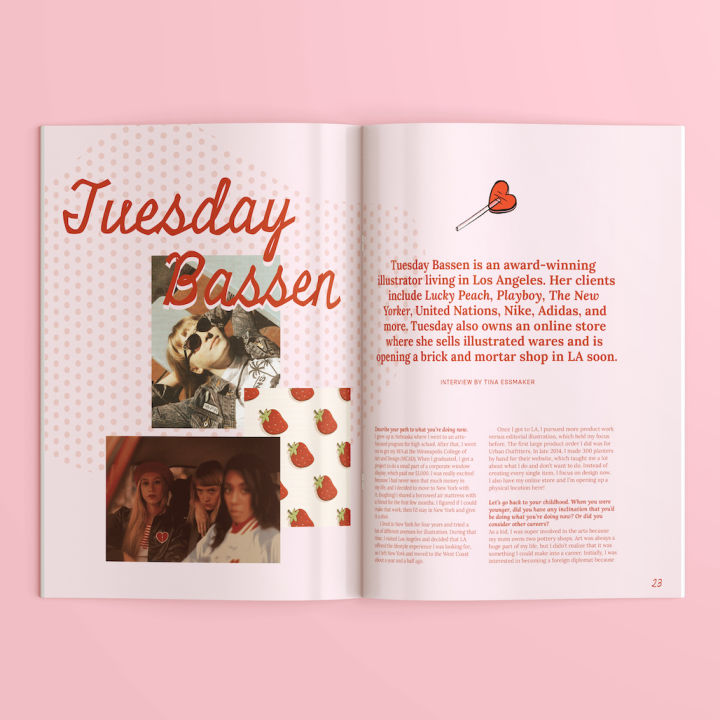 Tuesday
Bassen
Tuesday Bassen is an award-winning
illustrator living in Los Angeles. Her clients
include Lucky Peach, Playboy, The New
Yorker, United Nations, Nike, Adidas, and
more. Tuesday also owns an online store
where she sells illustrated wares and is
opening a brick and mortar shop in LA soon.
INTERVIEW BY TINA ESSMAKER
Describe your path to what you're doing now.
I grew up in Nebraska where I went to an arts-
focused program for high school. After that, I went
on to get my BFA at the Minneapolis College of
Art and Design (MCAD). When I graduated, I got a
project to do a small part of a corporate window
display, which paid me $1,000. I was really excited
because I had never seen that much money in
my life, and I decided to move to New York with
it. (laughing) I shared a borrowed air mattress with
a friend for the first few months. I figured if I could
make that work, then I'd stay in New York and give
it a shot.
I lived in New York for four years and tried a
lot of different avenues for illustration. During that
time, I visited Los Angeles and decided that LA
offered the lifestyle experience I was looking for,
so I left New York and moved to the West Coast
about a year and a half ago.
Once I got to LA, I pursued more product work
versus editorial illustration, which held my focus
before. The first large product order I did was for
Urban Outfitters. In late 2014, I made 300 planters
by hand for their website, which taught me a lot
about what I do and don't want to do. Instead of
creating every single item, I focus on design now.
I also have my online store and I'm opening up a
physical location here!
Let's go back to your childhood. When you were
younger, did you have any inclination that you'd
be doing what you're doing now? Or did you
consider other careers?
As a kid, I was super involved in the arts because
my mom owns two pottery shops. Art was always a
huge part of my life, but I didn't realize that it was
something I could make into a career. Initially, I was
interested in becoming a foreign diplomat because
23